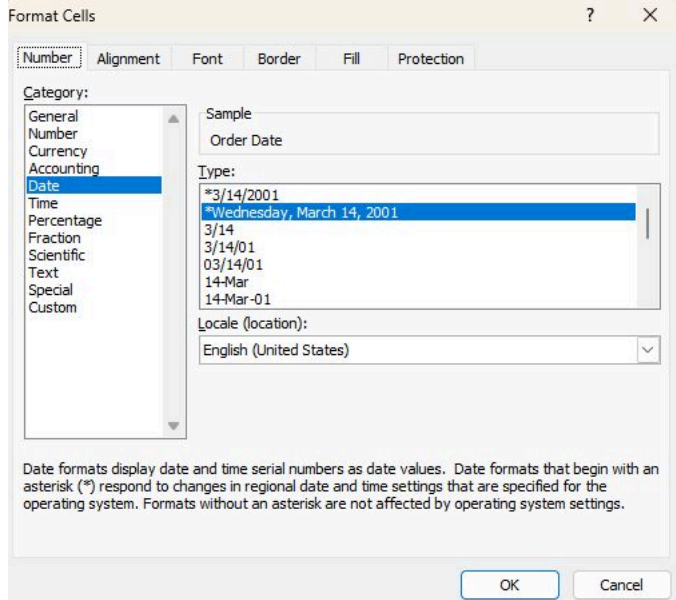 Format Cells ? X
Number Alignment Font Border Fill Protection
Category:
General
Number
Currency
Accounting
Date
Time
Percentage
Fraction
Scientific
Text
Special
Custom
Sample
Order Date
Type:
*3/14/2001
*Wednesday, March 14, 2001
3/14
3/14/01
03/14/01
14-Mar
14-Mar-01
Locale (location):
English (United States)
Date formats display date and time serial numbers as date values. Date formats that begin with an
asterisk (*) respond to changes in regional date and time settings that are specified for the
operating system. Formats without an asterisk are not affected by operating system settings.
OK Cancel